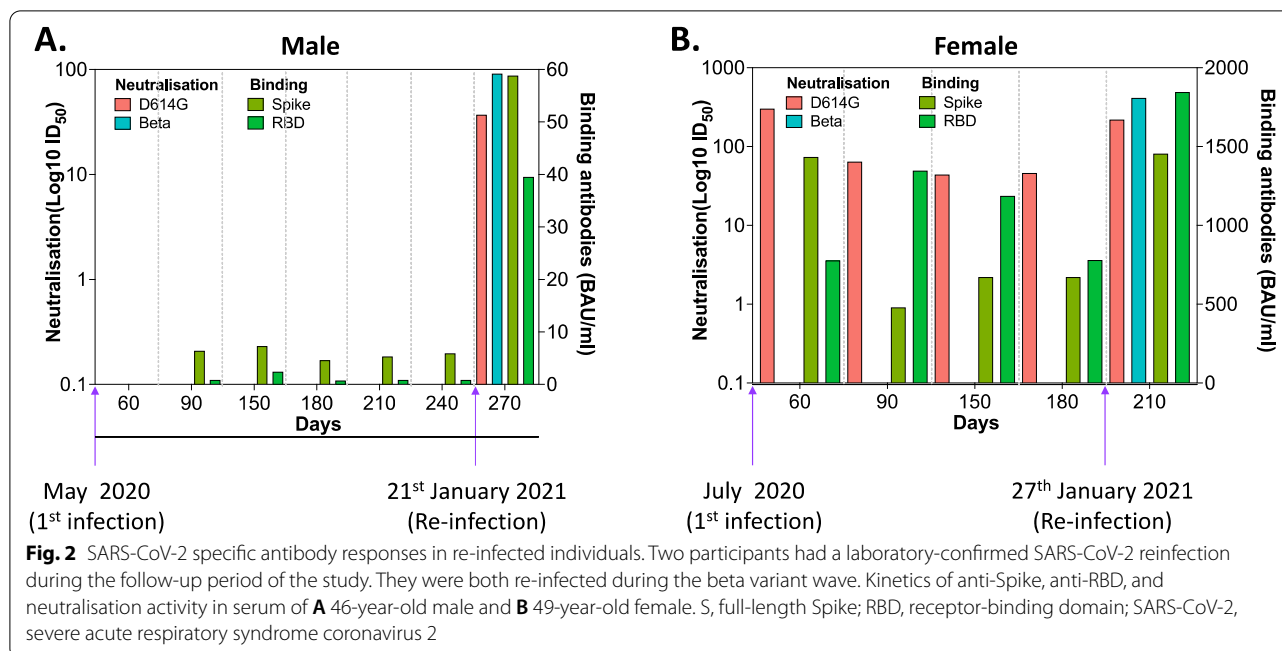 A.
Male
Neutralisation Binding
D614G Spike
Beta RBD
Neutralisation(Log10 ID50)
100
10
1
0.1
Binding antibodies (BAU/ml)
60
50
40
30
20
10
0
60 90 150 180 210 240 270
Days
May 2020
(1st infection)
21st January 2021
(Re-infection)
B.
Female
Neutralisation Binding
D614G Spike
Beta RBD
Neutralisation(Log10 ID50)
1000
100
10
1
0.1
Binding antibodies (BAU/ml)
2000
1500
1000
500
0
60 90 150 180 210
Days
July 2020
(1st infection)
27th January 2021
(Re-infection)
Fig. 2 SARS-CoV-2 specific antibody responses in re-infected individuals. Two participants had a laboratory-confirmed SARS-CoV-2 reinfection
during the follow-up period of the study. They were both re-infected during the beta variant wave. Kinetics of anti-Spike, anti-RBD, and
neutralisation activity in serum of A 46-year-old male and B 49-year-old female. S, full-length Spike; RBD, receptor-binding domain; SARS-CoV-2,
severe acute respiratory syndrome coronavirus 2